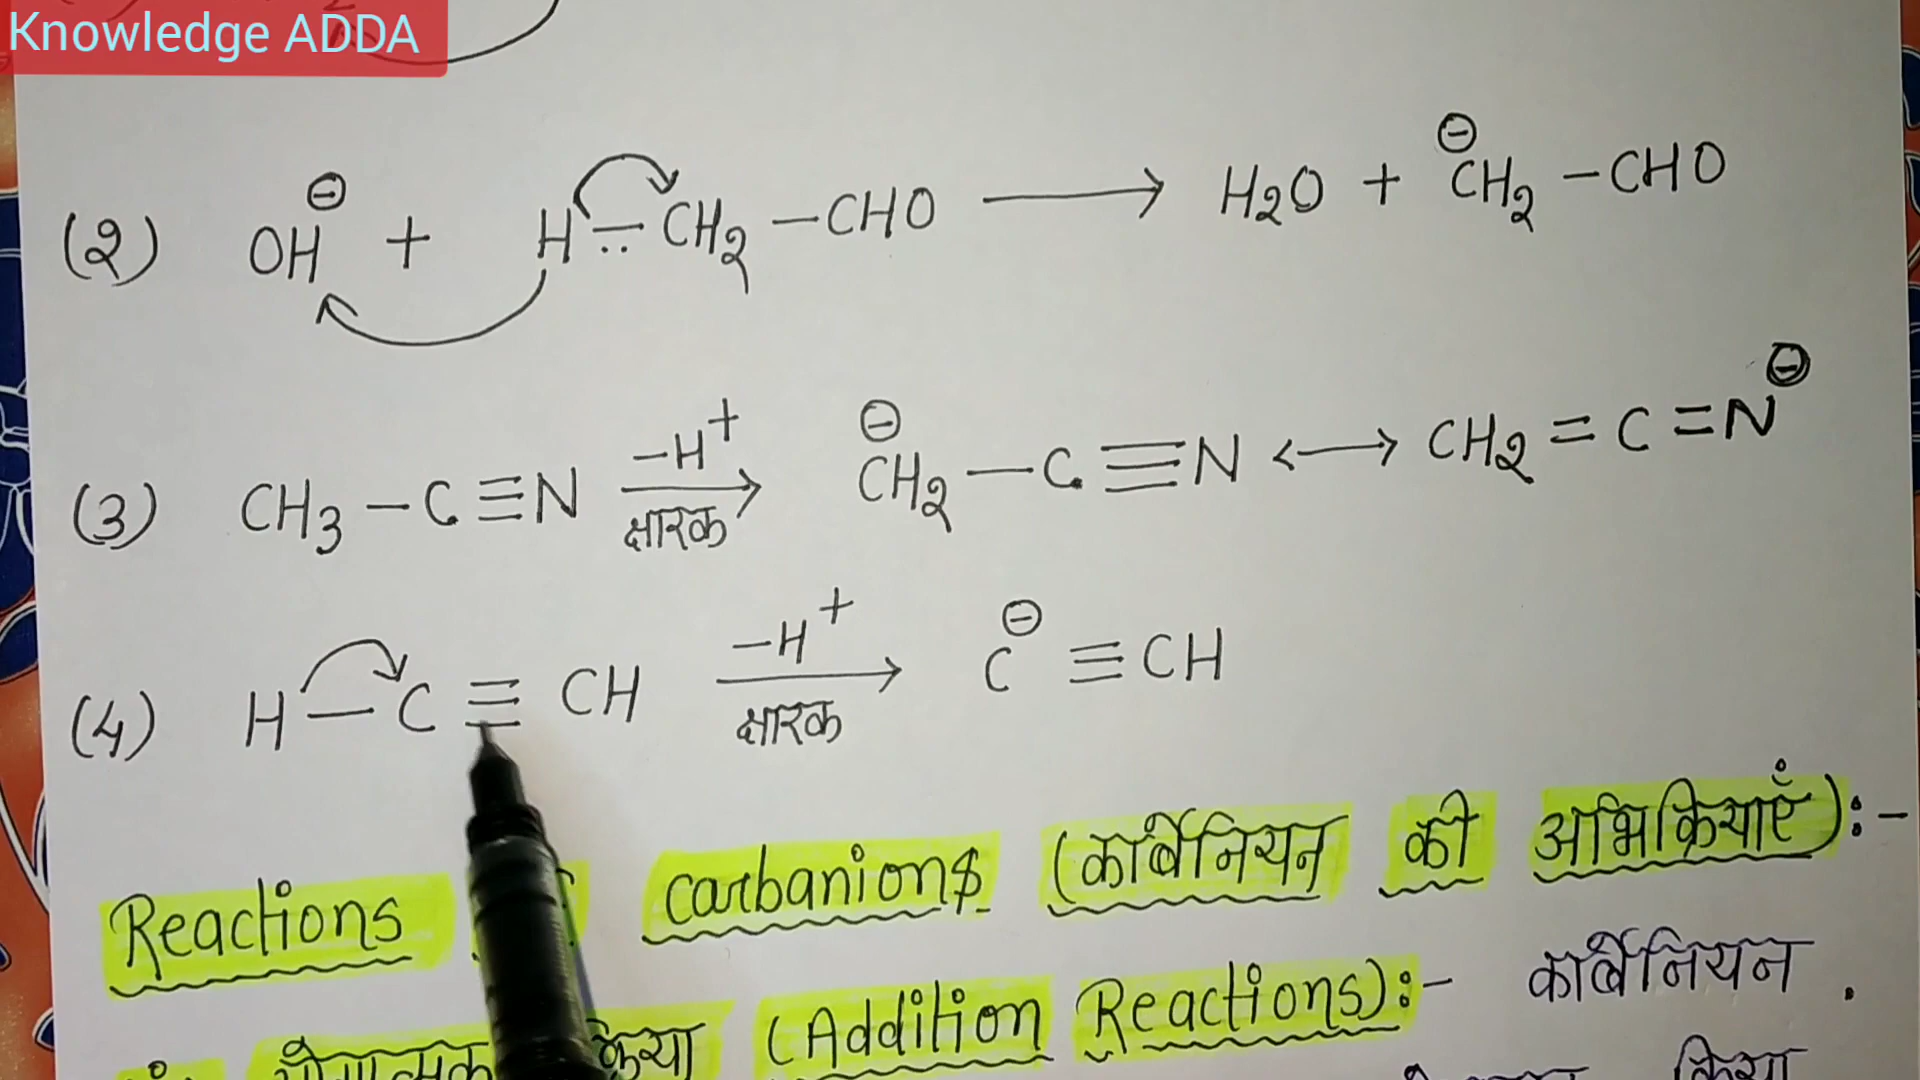 Knowledge ADDA
(2) OH⊖ + H–CH2–CHO ⟶ H2O + ⊖CH2–CHO
(3) CH3–C≡N –H+ ⟶ क्षारक ⊖CH2–C≡N ⟷ CH2=C=N⊖
(4) H–C≡CH –H+ ⟶ क्षारक C⊖≡CH
Reactions carbanions (कार्बेनियन की अभिक्रियाएँ):-
(Addition Reactions):- कार्बेनियन
क्रिया